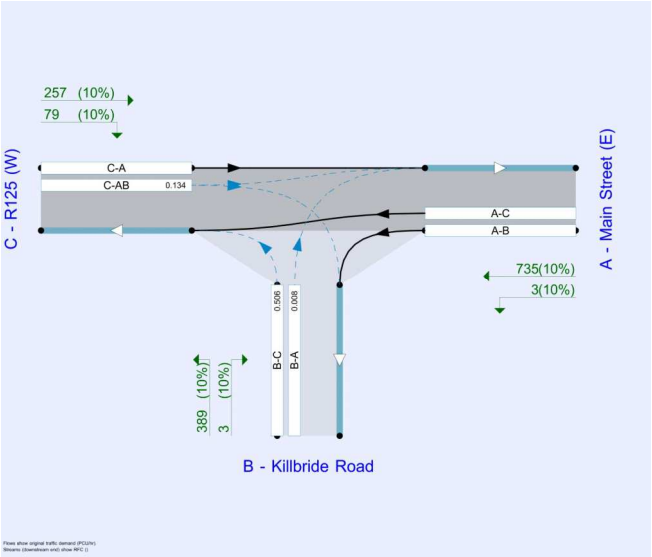 257 (10%)
79 (10%)
C - R125 (W)
C-A
C-AB 0.134
A-C
A-B
A - Main Street (E)
735(10%)
3(10%)
0.506
B-C
0.008
B-A
389 (10%)
3 (10%)
B - Killbride Road
Flows show original traffic demand (PCU/hr)
Streams (downstream end) show RFC ()